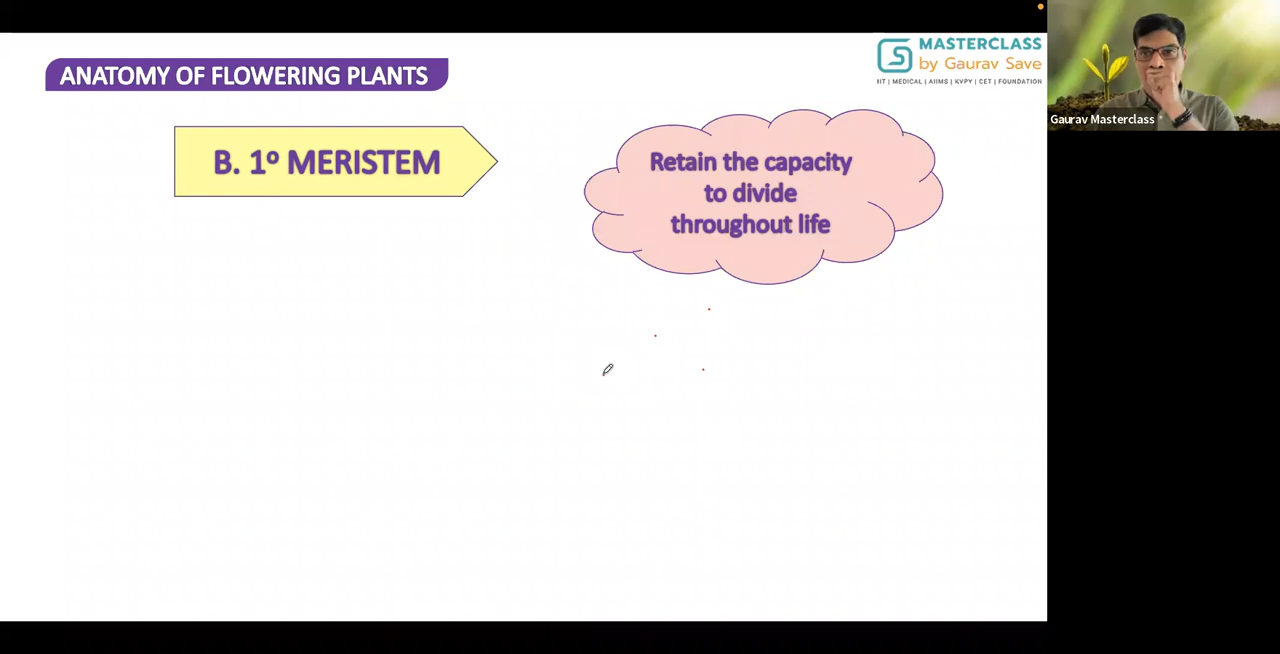 MASTERCLASS
by Gaurav Save
IIT | MEDICAL | AIIMS | KVPY | CET | FOUNDATION
ANATOMY OF FLOWERING PLANTS
B. 1º MERISTEM
Retain the capacity
to divide
throughout life
Gaurav Masterclass